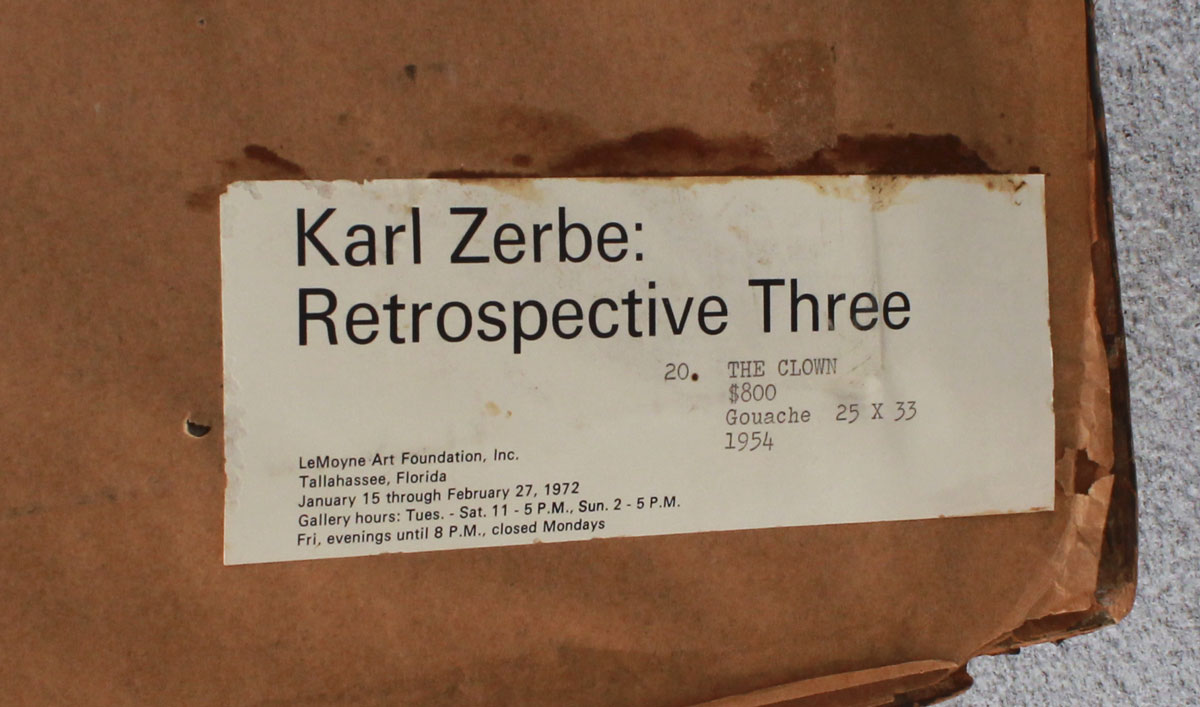 Karl Zerbe:
Retrospective Three
20. THE CLOWN
$800
Gouache 25 X 33
1954
LeMoyne Art Foundation, Inc.
Tallahassee, Florida
January 15 through February 27, 1972
Gallery hours: Tues. - Sat. 11 - 5 P.M., Sun. 2 - 5 P.M.
Fri, evenings until 8 P.M., closed Mondays